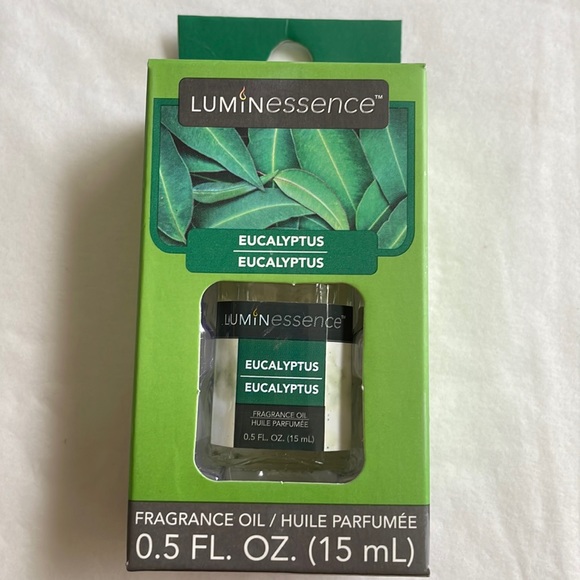 LUMINessence™
EUCALYPTUS
EUCALYPTUS
LUMINessence™
EUCALYPTUS
EUCALYPTUS
FRAGRANCE OIL
HUILE PARFUMÉE
0.5 FL. OZ. (15 mL)
FRAGRANCE OIL / HUILE PARFUMÉE
0.5 FL. OZ. (15 mL)